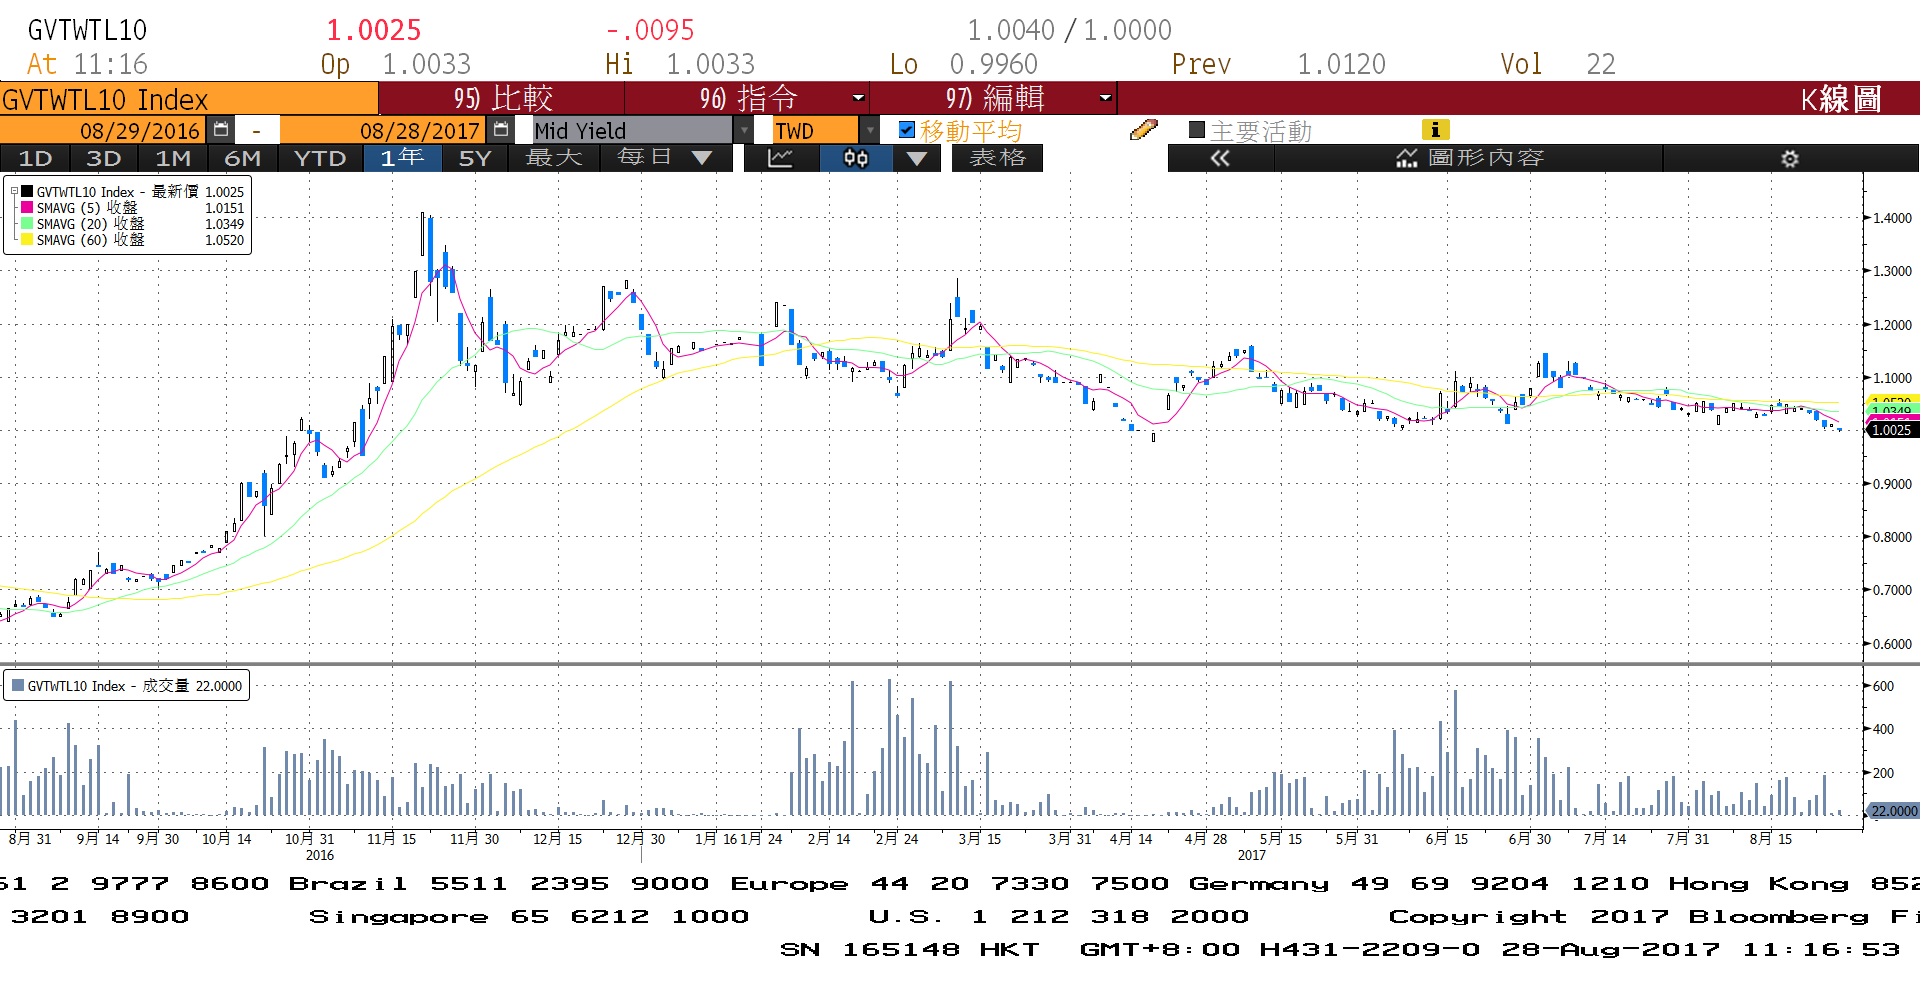 GVTWTL10 1.0025 -.0095 1.0040 / 1.0000
At 11:16 Op 1.0033 Hi 1.0033 Lo 0.9960 Prev 1.0120 Vol 22
GVTWTL10 Index 95) 比較 96) 指令 97) 編輯 K線圖
08/29/2016 - 08/28/2017 Mid Yield TWD 移動平均 主要活動
1D 3D 1M 6M YTD 1年 5Y 最大 每日 表格 圖形內容
GVTWTL10 Index - 最新價 1.0025
SMAVG (5) 收盤 1.0151
SMAVG (20) 收盤 1.0349
SMAVG (60) 收盤 1.0520
1.4000
1.3000
1.2000
1.1000
1.0520
1.0349
1.0151
1.0025
0.9000
0.8000
0.7000
0.6000
GVTWTL10 Index - 成交量 22.0000
600
400
200
22.0000
8月 31 9月 14 9月 30 10月 14 10月 31 11月 15 11月 30 12月 15 12月 30 1月 16 1月 24 2月 14 2月 24 3月 15 3月 31 4月 14 4月 28 5月 15 5月 31 6月 15 6月 30 7月 14 7月 31 8月 15
2016 2017
61 2 9777 8600 Brazil 5511 2395 9000 Europe 44 20 7330 7500 Germany 49 69 9204 1210 Hong Kong 852
3201 8900 Singapore 65 6212 1000 U.S. 1 212 318 2000 Copyright 2017 Bloomberg Fi
SN 165148 HKT GMT+8:00 H431-2209-0 28-Aug-2017 11:16:53